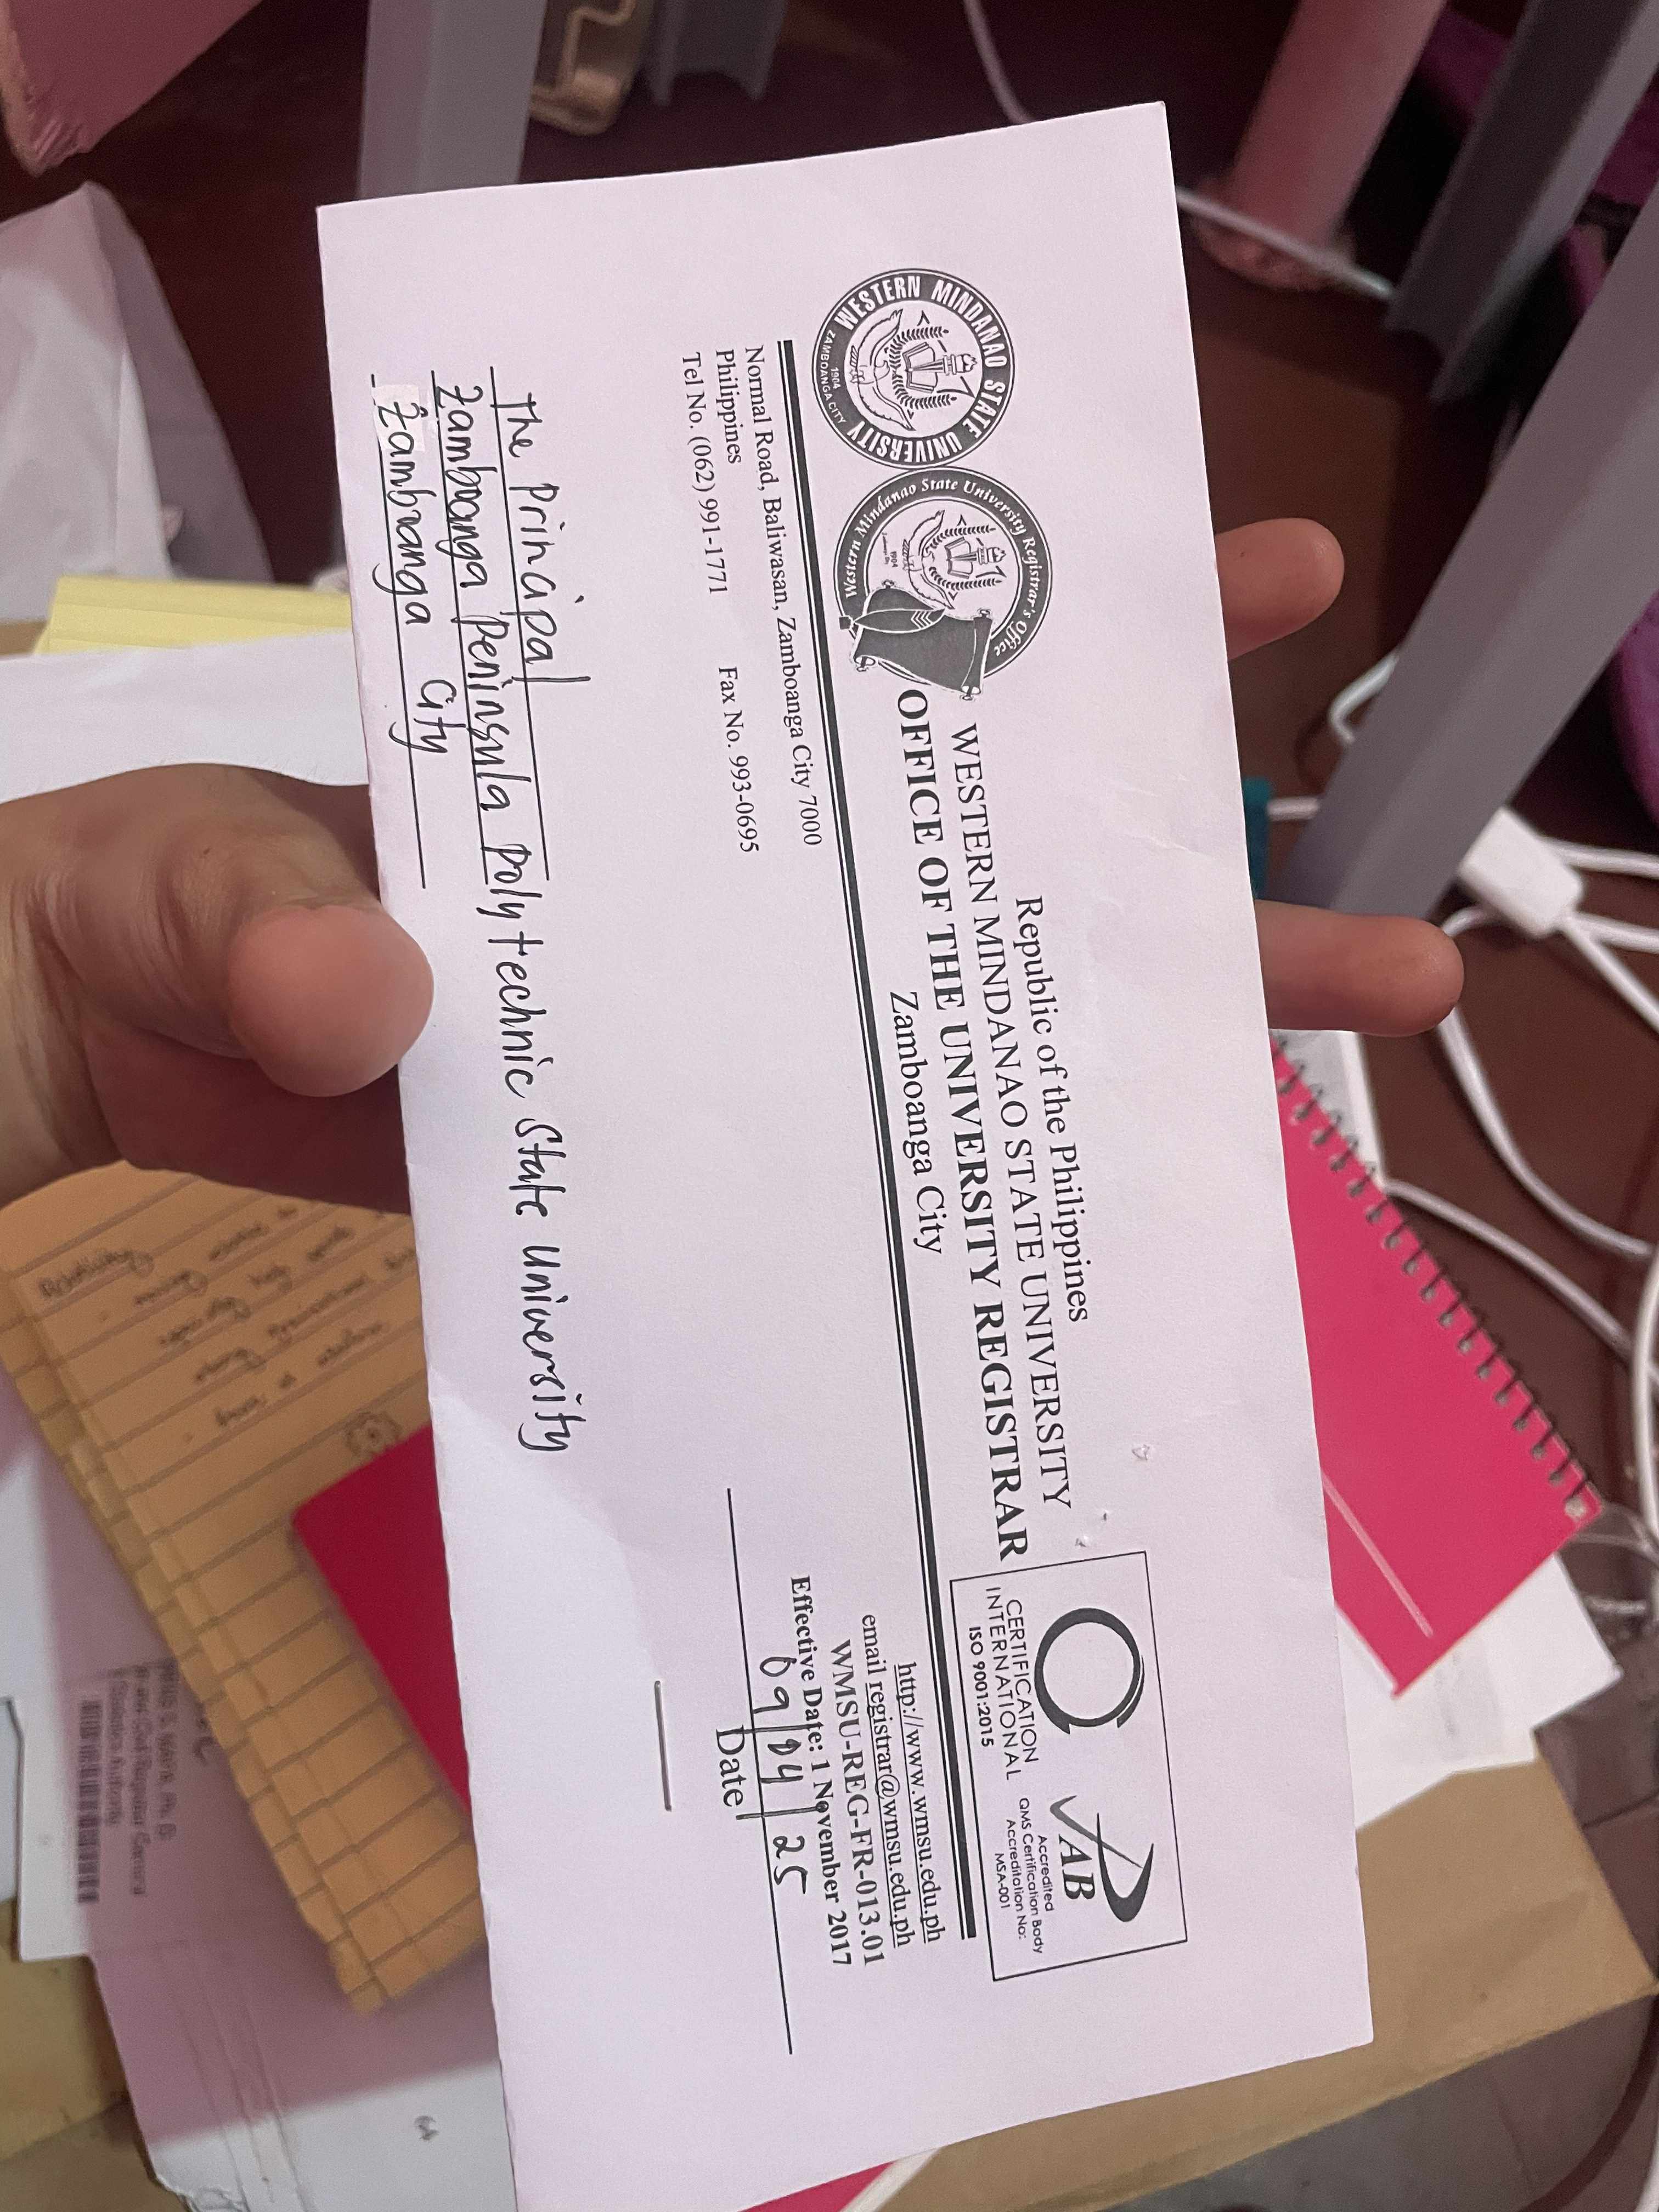 Republic of the Philippines
WESTERN MINDANAO STATE UNIVERSITY
OFFICE OF THE UNIVERSITY REGISTRAR
Zamboanga City
WESTERN MINDANAO STATE UNIVERSITY
1904
ZAMBOANGA CITY
Western Mindanao State University Registrar's Office
1904
CERTIFICATION
INTERNATIONAL
ISO 9001:2015
PAB
Accredited
QMS Certification Body
Accreditation No:
MSA-001
Normal Road, Baliwasan, Zamboanga City 7000
Philippines
Tel No. (062) 991-1771 Fax No. 993-0695
http://www.wmsu.edu.ph
email registrar@wmsu.edu.ph
WMSU-REG-FR-013.01
Effective Date: 1 November 2017
09/04/25
Date
The Principal
Zamboanga Peninsula Polytechnic State University
Zamboanga City
64